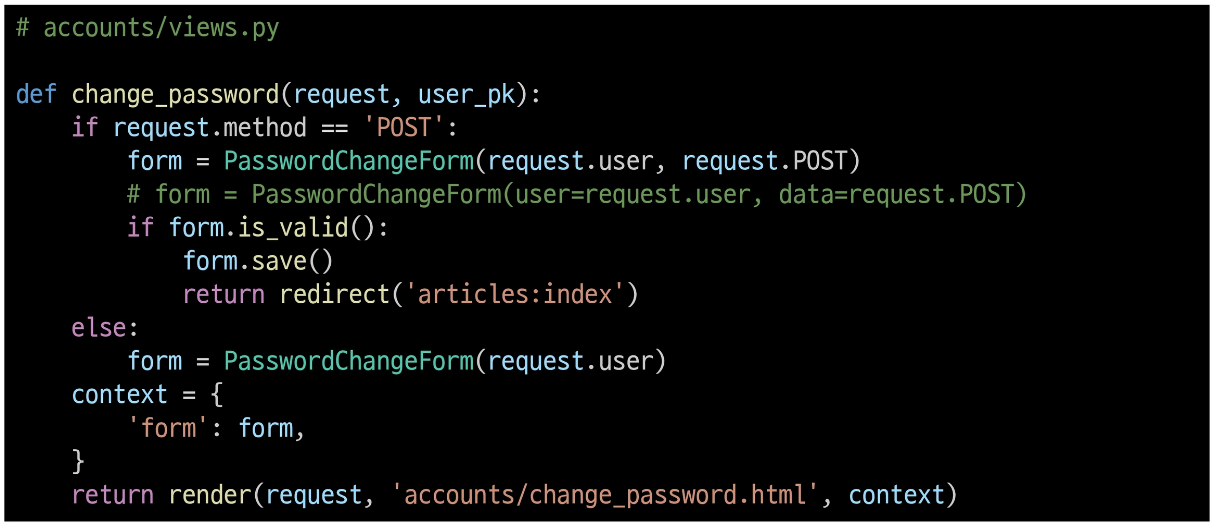 # accounts/views.py

def change_password(request, user_pk):
    if request.method == 'POST':
        form = PasswordChangeForm(request.user, request.POST)
        # form = PasswordChangeForm(user=request.user, data=request.POST)
        if form.is_valid():
            form.save()
            return redirect('articles:index')
    else:
        form = PasswordChangeForm(request.user)
    context = {
        'form': form,
    }
    return render(request, 'accounts/change_password.html', context)